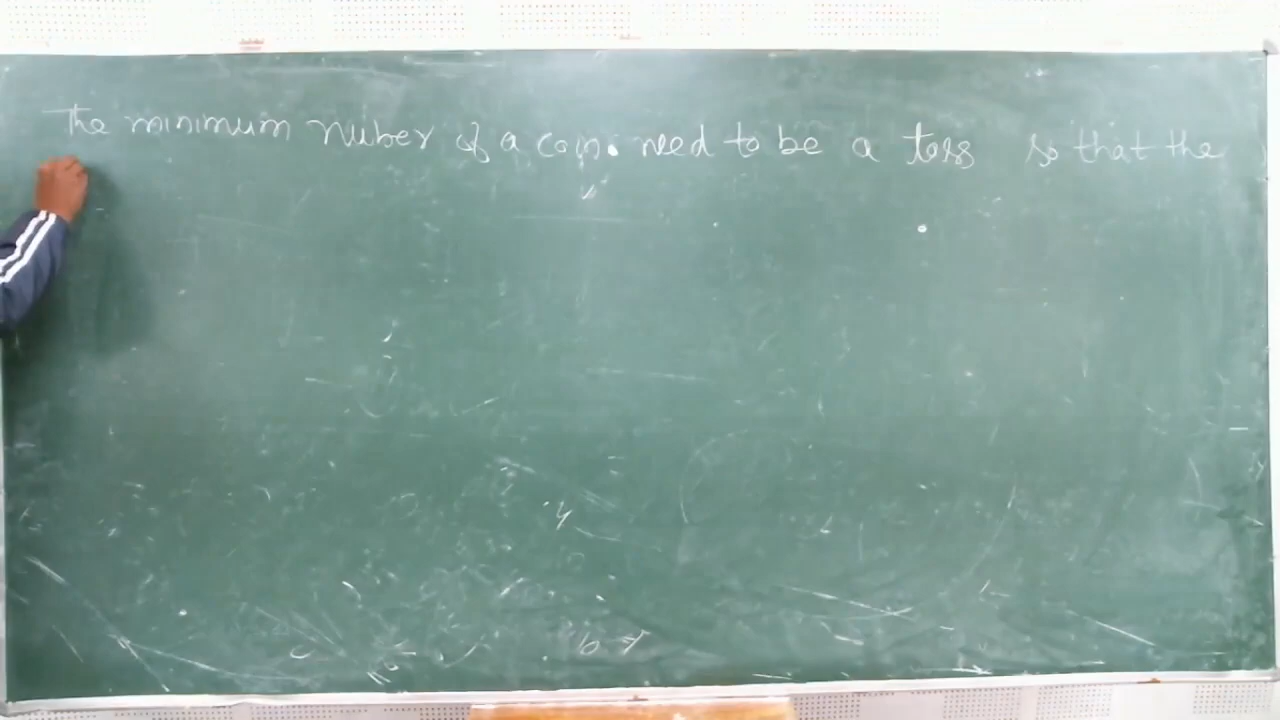 The minimum Nuber of a coin need to be a toss so that the